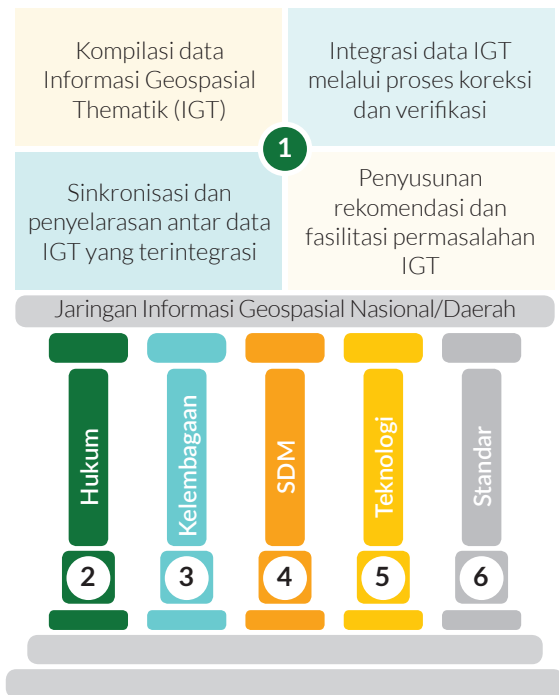 Kompilasi data
Informasi Geospasial
Thematik (IGT)
Integrasi data IGT
melalui proses koreksi
dan verifikasi
1
Sinkronisasi dan
penyelarasan antar data
IGT yang terintegrasi
Penyusunan
rekomendasi dan
fasilitasi permasalahan
IGT
Jaringan Informasi Geospasial Nasional/Daerah
Hukum
Kelembagaan
SDM
Teknologi
Standar
2
3
4
5
6